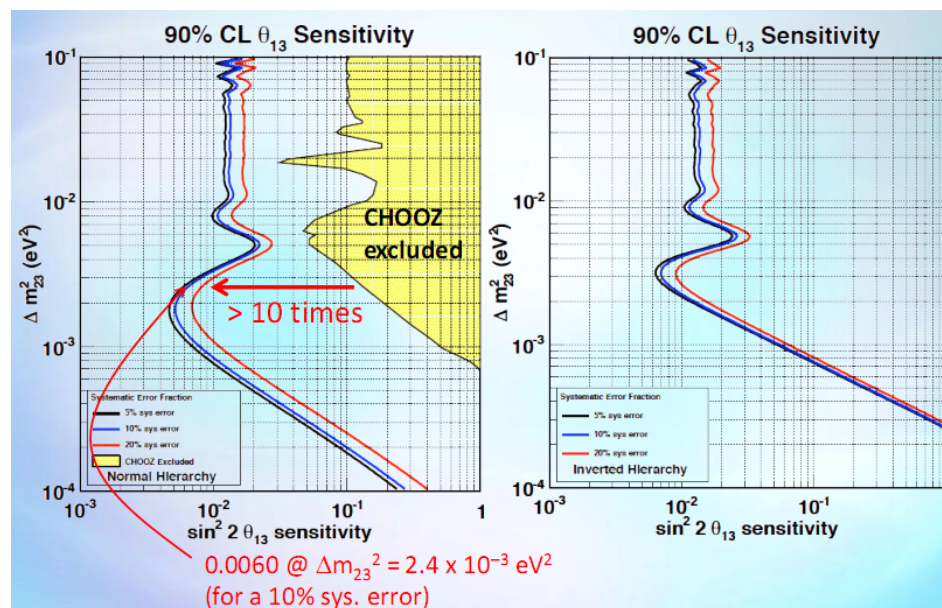 90% CL θ13 Sensitivity
Δ m²23 (eV²)
10⁻¹
10⁻²
10⁻³
10⁻⁴
CHOOZ
excluded
> 10 times
Systematic Error Fraction
5% sys error
10% sys error
20% sys error
CHOOZ Excluded
Normal Hierarchy
10⁻³ 10⁻² 10⁻¹ 1
sin² 2 θ13 sensitivity
0.0060 @ Δm23² = 2.4 x 10⁻³ eV²
(for a 10% sys. error)
90% CL θ13 Sensitivity
Δ m²23 (eV²)
10⁻¹
10⁻²
10⁻³
10⁻⁴
Systematic Error Fraction
5% sys error
10% sys error
20% sys error
Inverted Hierarchy
10⁻³ 10⁻² 10⁻¹
sin² 2 θ13 sensitivity